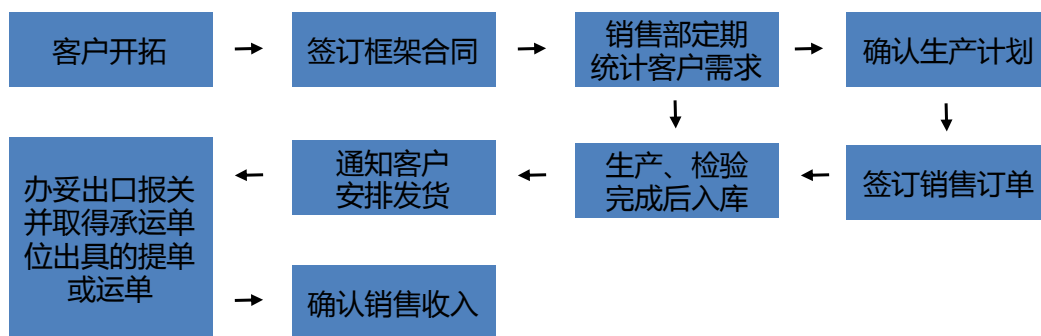 客户开拓
签订框架合同
销售部定期
统计客户需求
确认生产计划
签订销售订单
生产、检验
完成后入库
通知客户
安排发货
办妥出口报关
并取得承运单
位出具的提单
或运单
确认销售收入